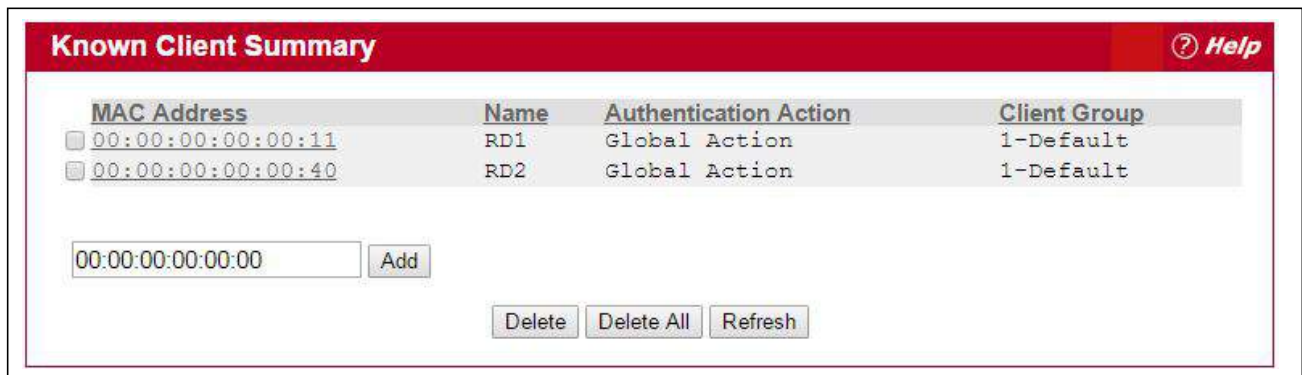 Known Client Summary ? Help
MAC Address Name Authentication Action Client Group
00:00:00:00:00:11 RD1 Global Action 1-Default
00:00:00:00:00:40 RD2 Global Action 1-Default
00:00:00:00:00:00 Add
Delete Delete All Refresh